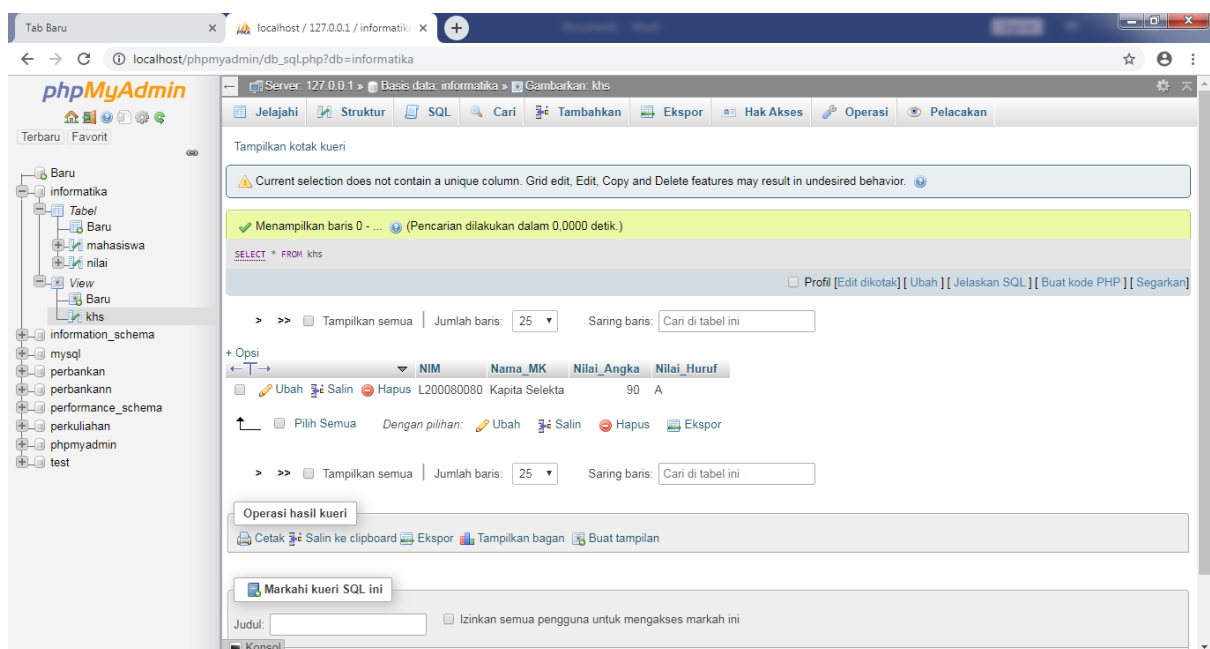 Tab Baru
localhost / 127.0.0.1 / informatika
localhost/phpmyadmin/db_sql.php?db=informatika
phpMyAdmin
Terbaru Favorit
Baru
informatika
Tabel
Baru
mahasiswa
nilai
View
Baru
khs
information_schema
mysql
perbankan
perbankann
performance_schema
perkuliahan
phpmyadmin
test
Server: 127.0.0.1 » Basis data: informatika » Gambarkan: khs
Jelajahi Struktur SQL Cari Tambahkan Ekspor Hak Akses Operasi Pelacakan
Tampilkan kotak kueri
Current selection does not contain a unique column. Grid edit, Edit, Copy and Delete features may result in undesired behavior.
Menampilkan baris 0 - ... (Pencarian dilakukan dalam 0,0000 detik.)
SELECT * FROM khs
Profil [Edit dikotak] [ Ubah ] [ Jelaskan SQL ] [ Buat kode PHP ] [ Segarkan]
> >> Tampilkan semua | Jumlah baris: 25 Saring baris: Cari di tabel ini
+ Opsi
←T→ NIM Nama_MK Nilai_Angka Nilai_Huruf
Ubah Salin Hapus L200080080 Kapita Selekta 90 A
Pilih Semua Dengan pilihan: Ubah Salin Hapus Ekspor
> >> Tampilkan semua | Jumlah baris: 25 Saring baris: Cari di tabel ini
Operasi hasil kueri
Cetak Salin ke clipboard Ekspor Tampilkan bagan Buat tampilan
Markahi kueri SQL ini
Judul: Izinkan semua pengguna untuk mengakses markah ini
Konsol